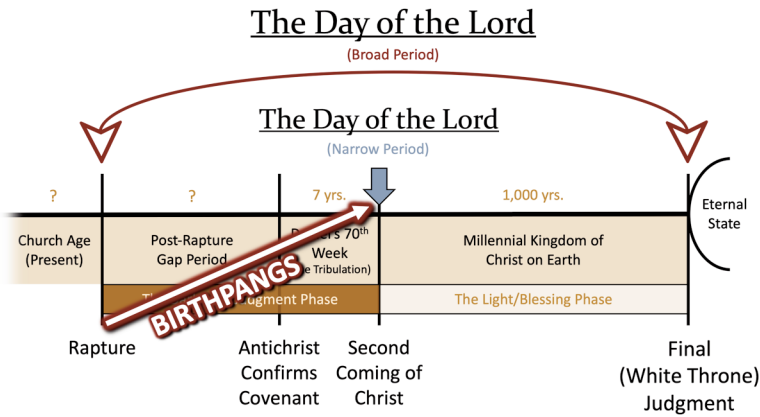 The Day of the Lord
(Broad Period)
The Day of the Lord
(Narrow Period)
?
?
7 yrs.
1,000 yrs.
Church Age
(Present)
Post-Rapture
Gap Period
70th
Week
Tribulation)
Millennial Kingdom of
Christ on Earth
Eternal
State
Phase
The Light/Blessing Phase
BIRTHPANGS
Rapture
Antichrist
Confirms
Covenant
Second
Coming of
Christ
Final
(White Throne)
Judgment